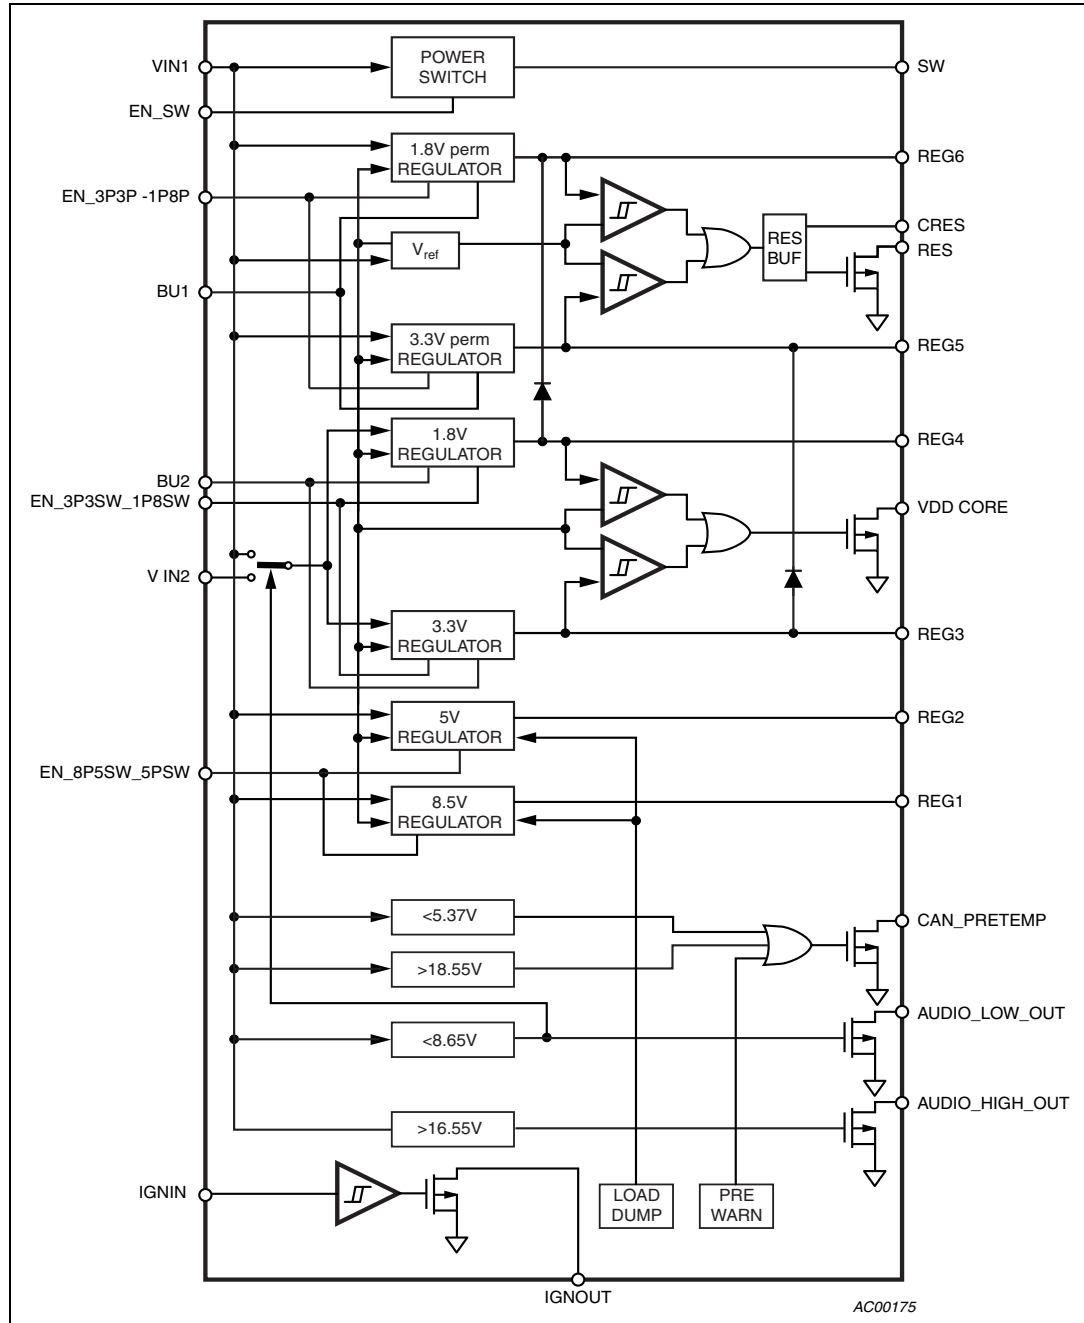 VIN1
POWER
SWITCH
SW
EN_SW
1.8V perm
REGULATOR
REG6
EN_3P3P -1P8P
CRES
RES
BUF
RES
Vref
BU1
3.3V perm
REGULATOR
REG5
1.8V
REGULATOR
REG4
BU2
EN_3P3SW_1P8SW
VDD CORE
V IN2
3.3V
REGULATOR
REG3
5V
REGULATOR
REG2
EN_8P5SW_5PSW
8.5V
REGULATOR
REG1
<5.37V
CAN_PRETEMP
>18.55V
AUDIO_LOW_OUT
<8.65V
AUDIO_HIGH_OUT
>16.55V
IGNIN
LOAD
DUMP
PRE
WARN
IGNOUT
AC00175